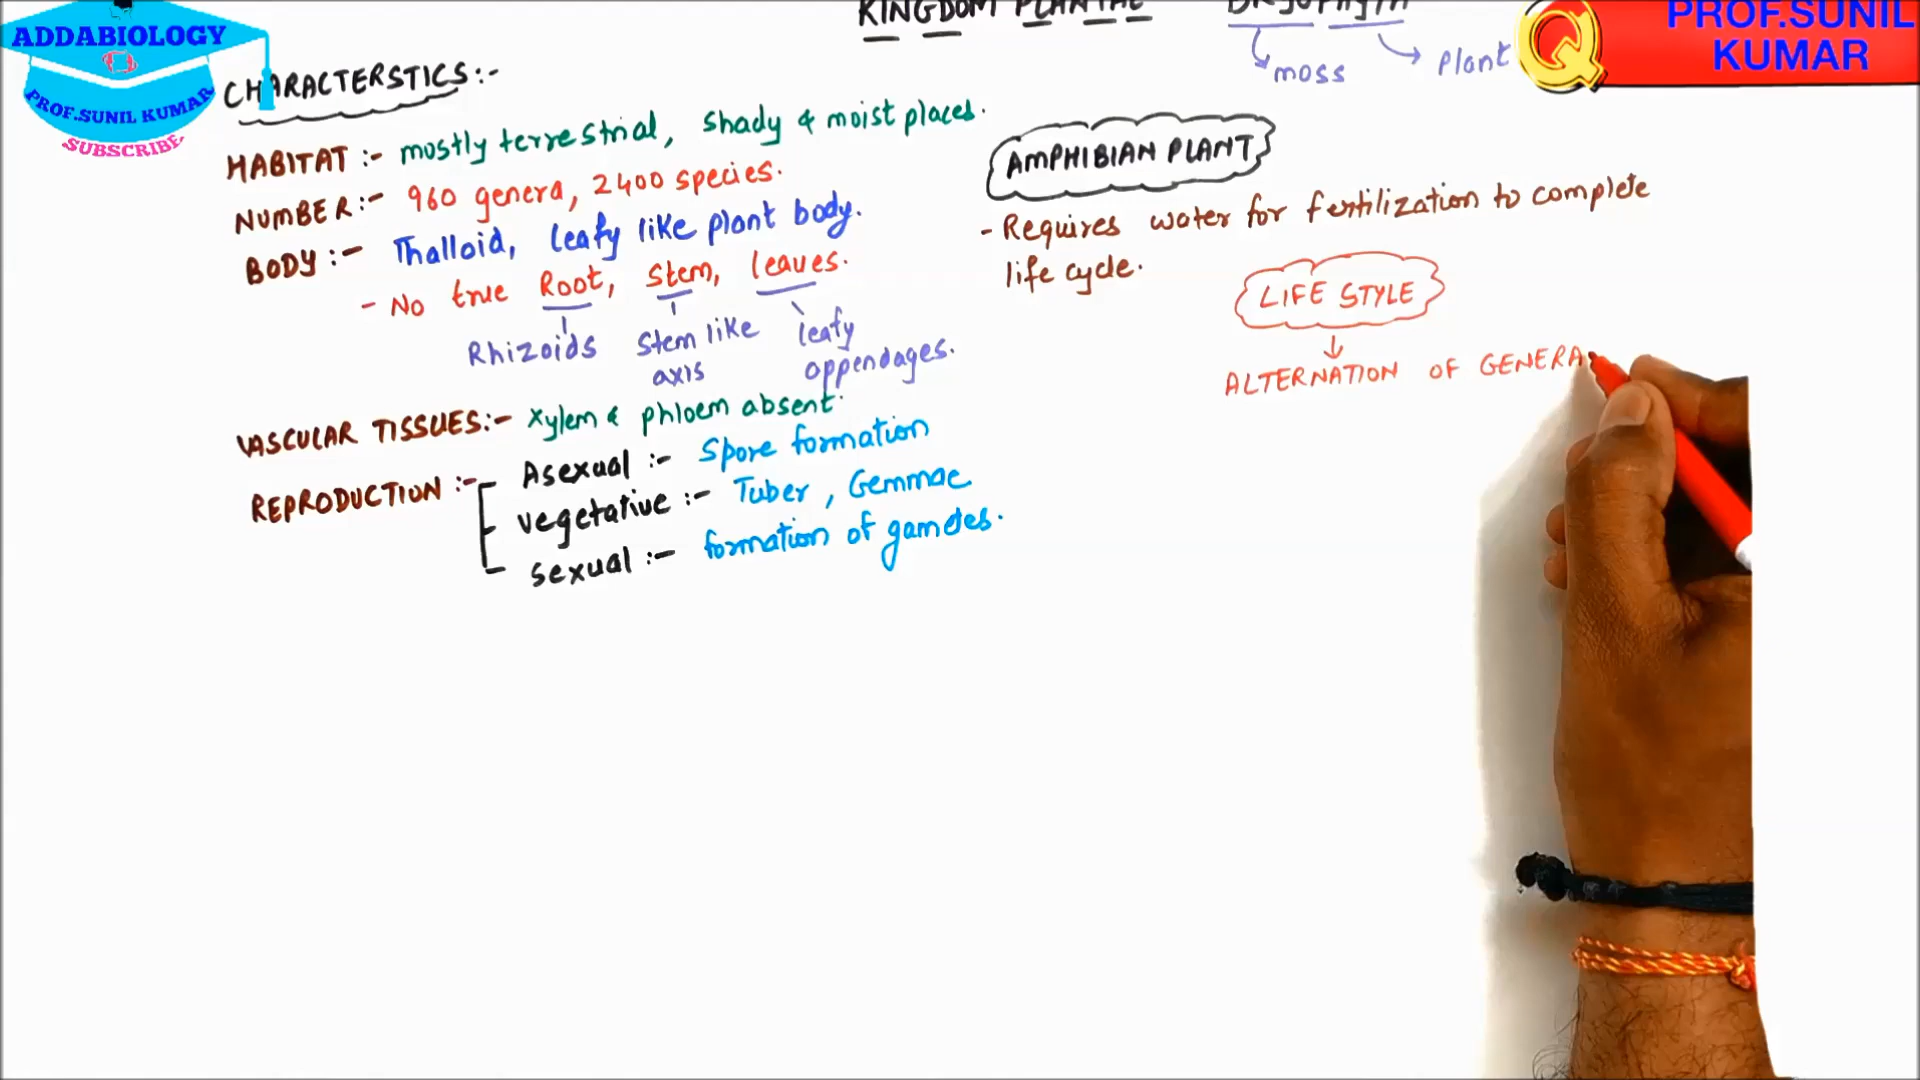 ADDABIOLOGY
PROF.SUNIL KUMAR
SUBSCRIBE
KINGDOM PLANTAE
Bryophyta
moss
plant
PROF.SUNIL
KUMAR
CHARACTERSTICS:-
HABITAT :- mostly terrestrial, shady & moist places.
NUMBER:- 960 genera, 2400 species.
BODY :- Thalloid, leafy like plant body.
- No true Root, Stem, leaves.
Rhizoids
Stem like
axis
leafy
appendages.
VASCULAR TISSUES:- xylem & phloem absent.
REPRODUCTION :-
Asexual :- Spore formation
vegetative :- Tuber, Gemmae
sexual :- formation of gametes.
AMPHIBIAN PLANT
- Requires water for fertilization to complete
life cycle.
LIFE STYLE
ALTERNATION OF GENERA